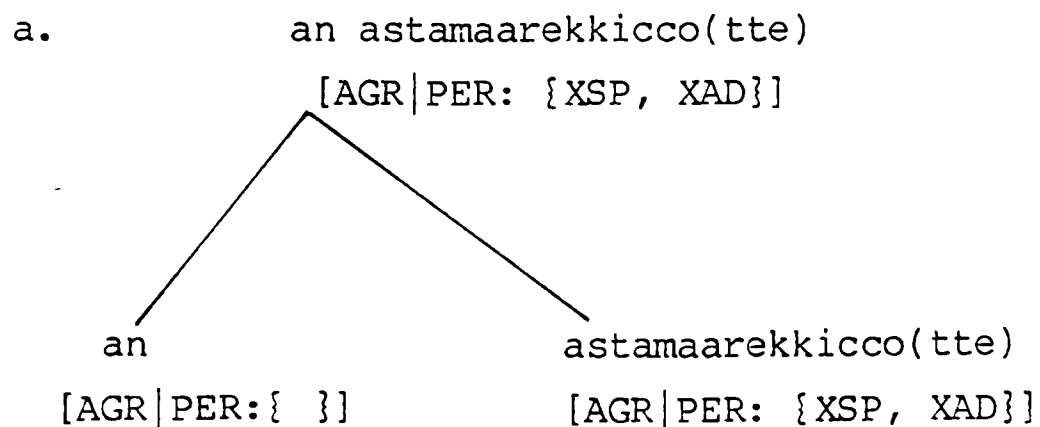 a. an astamaarekkicco(tte)
[AGR|PER: {XSP, XAD}]
an astamaarekkicco(tte)
[AGR|PER:{ }] [AGR|PER: {XSP, XAD}]